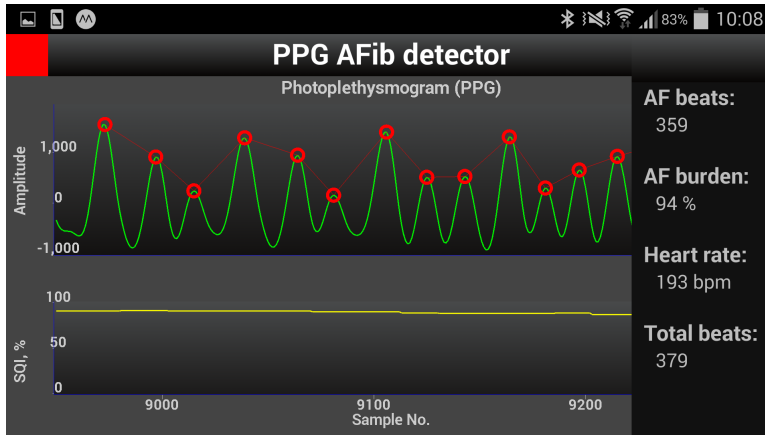 83% 10:08
PPG AFib detector
Photoplethysmogram (PPG)
Amplitude
1,000
0
-1,000
SQI, %
100
50
0
9000 9100 9200
Sample No.
AF beats:
359
AF burden:
94 %
Heart rate:
193 bpm
Total beats:
379